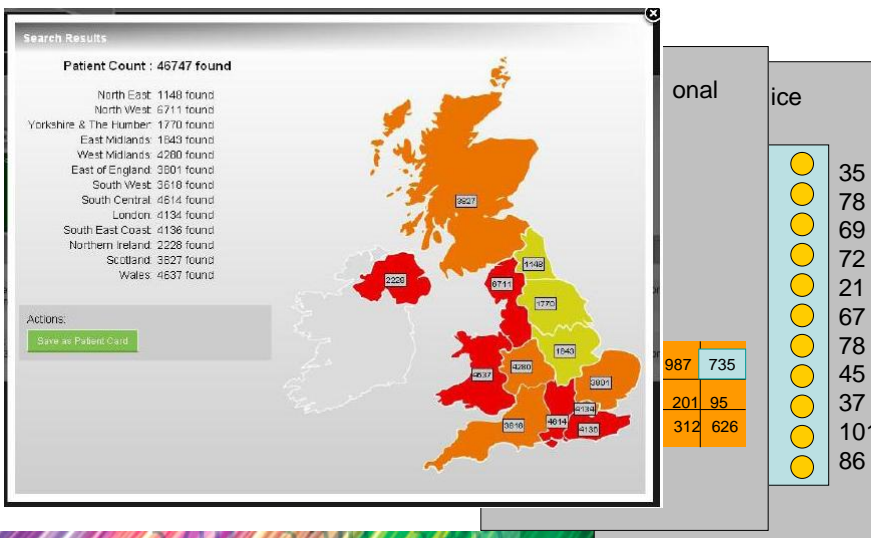 Search Results
Patient Count : 46747 found
North East: 1148 found
North West: 6711 found
Yorkshire & The Humber: 1770 found
East Midlands: 1843 found
West Midlands: 4280 found
East of England: 3801 found
South West: 3618 found
South Central: 4614 found
London: 4134 found
South East Coast: 4136 found
Northern Ireland: 2228 found
Scotland: 3827 found
Wales: 4637 found
Actions:
Save as Patient Card
3827
1148
2228
6711
1770
1843
4280
4637
3801
4134
3618
4614
4136
onal
987 735
201 95
312 626
ice
35
78
69
72
21
67
78
45
37
101
86